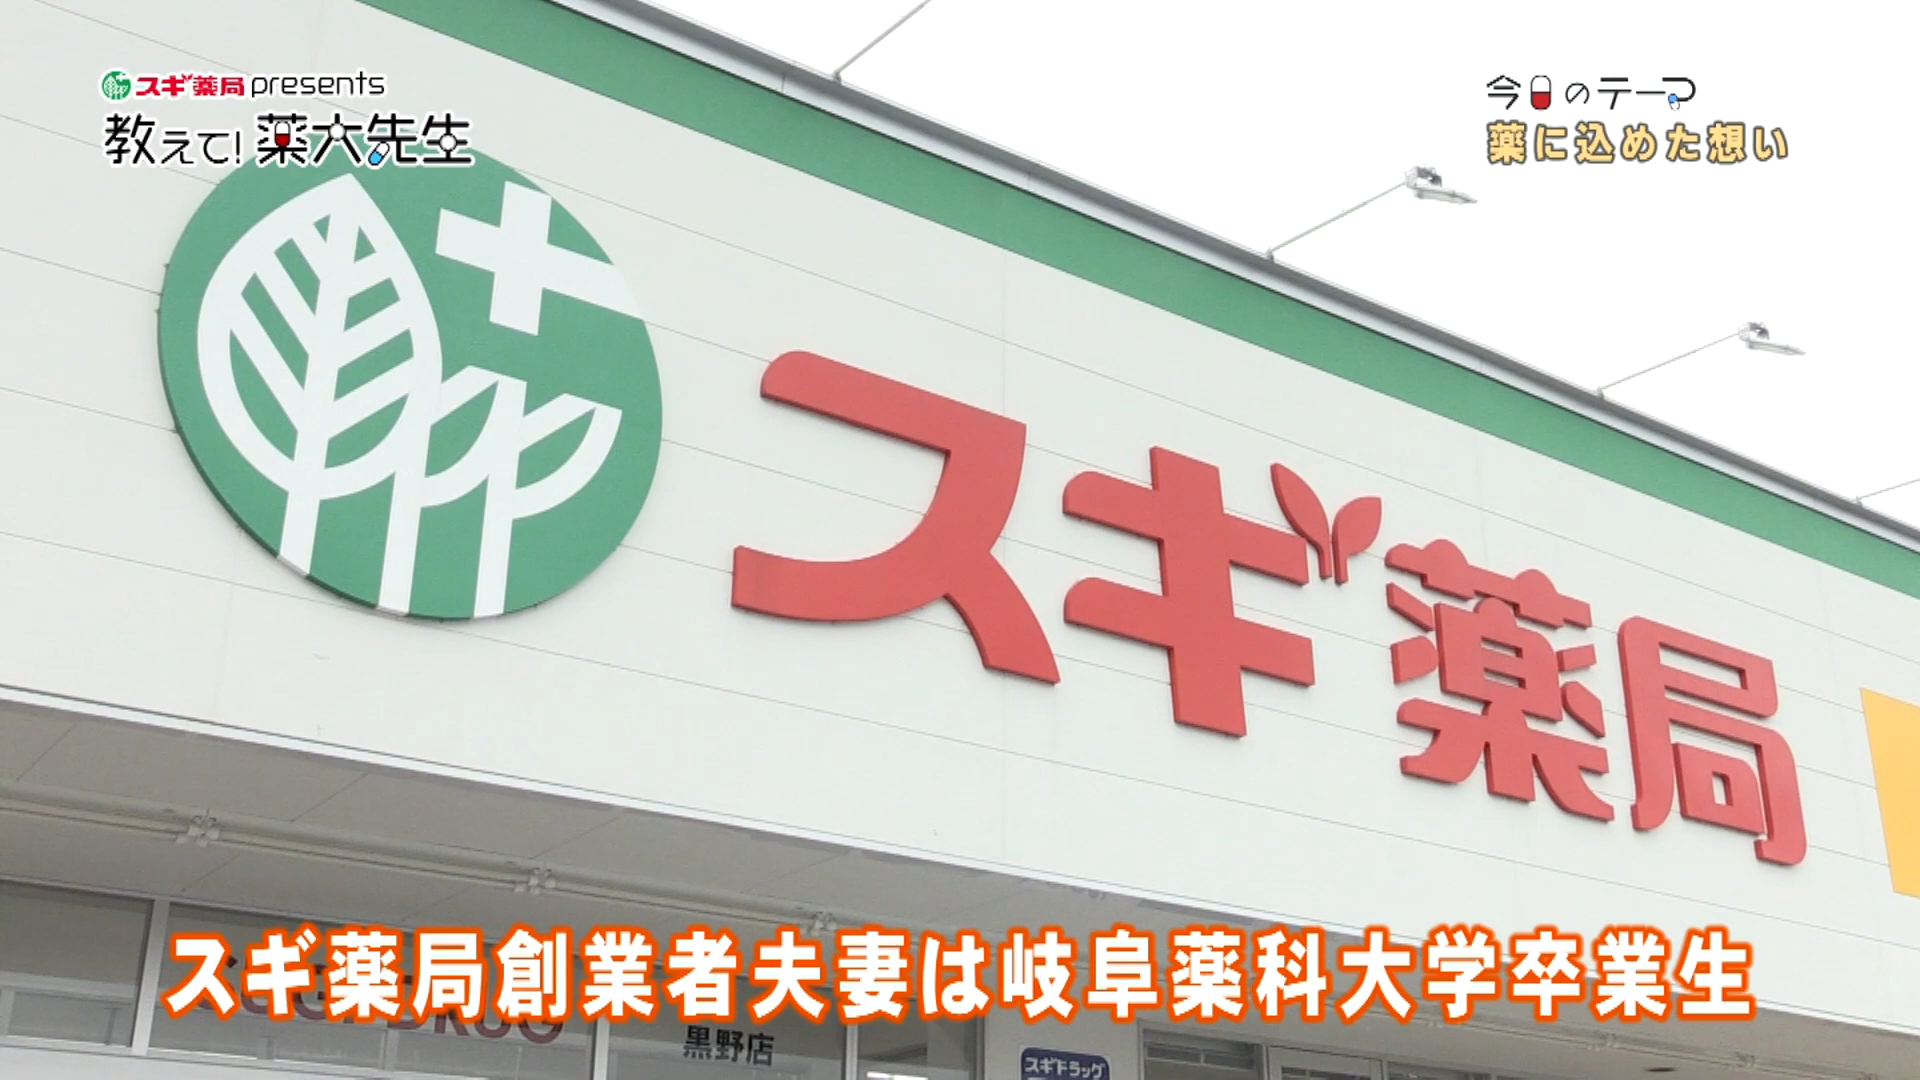 スギ薬局 presents
教えて!薬大先生
今日のテーマ
薬に込めた想い
スギ薬局
スギ薬局創業者夫妻は岐阜薬科大学卒業生
SUGI DRUG
黒野店
スギドラッグ